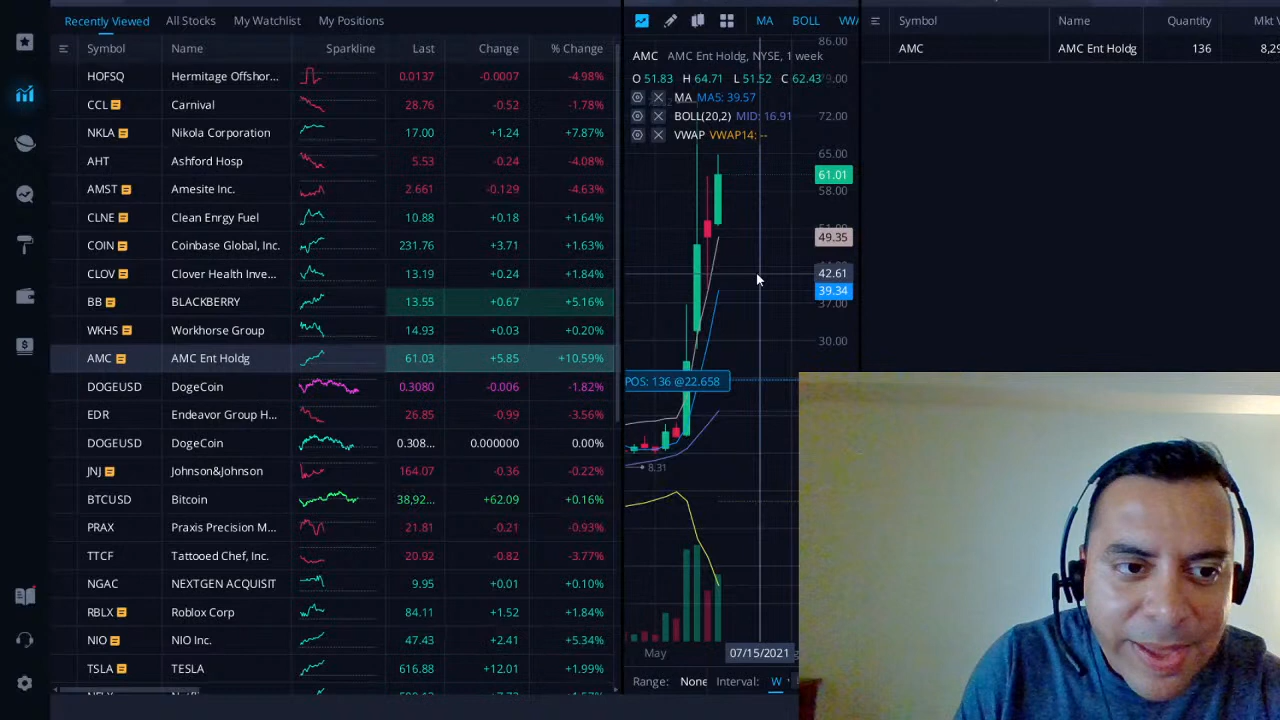 Recently Viewed All Stocks My Watchlist My Positions
Symbol Name Sparkline Last Change % Change
HOFSQ Hermitage Offshor... 0.0137 -0.0007 -4.98%
CCL Carnival 28.76 -0.52 -1.78%
NKLA Nikola Corporation 17.00 +1.24 +7.87%
AHT Ashford Hosp 5.53 -0.24 -4.08%
AMST Amesite Inc. 2.661 -0.129 -4.63%
CLNE Clean Enrgy Fuel 10.88 +0.18 +1.64%
COIN Coinbase Global, Inc. 231.76 +3.71 +1.63%
CLOV Clover Health Inve... 13.19 +0.24 +1.84%
BB BLACKBERRY 13.55 +0.67 +5.16%
WKHS Workhorse Group 14.93 +0.03 +0.20%
AMC AMC Ent Holdg 61.03 +5.85 +10.59%
DOGEUSD DogeCoin 0.3080 -0.006 -1.82%
EDR Endeavor Group H... 26.85 -0.99 -3.56%
DOGEUSD DogeCoin 0.308... 0.000000 0.00%
JNJ Johnson&Johnson 164.07 -0.36 -0.22%
BTCUSD Bitcoin 38,92... +62.09 +0.16%
PRAX Praxis Precision M... 21.81 -0.21 -0.93%
TTCF Tattooed Chef, Inc. 20.92 -0.82 -3.77%
NGAC NEXTGEN ACQUISIT 9.95 +0.01 +0.10%
RBLX Roblox Corp 84.11 +1.52 +1.84%
NIO NIO Inc. 47.43 +2.41 +5.34%
TSLA TESLA 616.88 +12.01 +1.99%
MA BOLL VW
86.00
AMC AMC Ent Holdg, NYSE, 1 week
O 51.83 H 64.71 L 51.52 C 62.43 79.00
MA MA5: 39.57
BOLL(20,2) MID: 16.91 72.00
VWAP VWAP14: --
65.00
61.01
58.00
49.35
42.61
39.34
37.00
30.00
POS: 136 @22.658
8.31
May 07/15/2021
Range: None Interval: W
Symbol Name Quantity Mkt
AMC AMC Ent Holdg 136 8,29